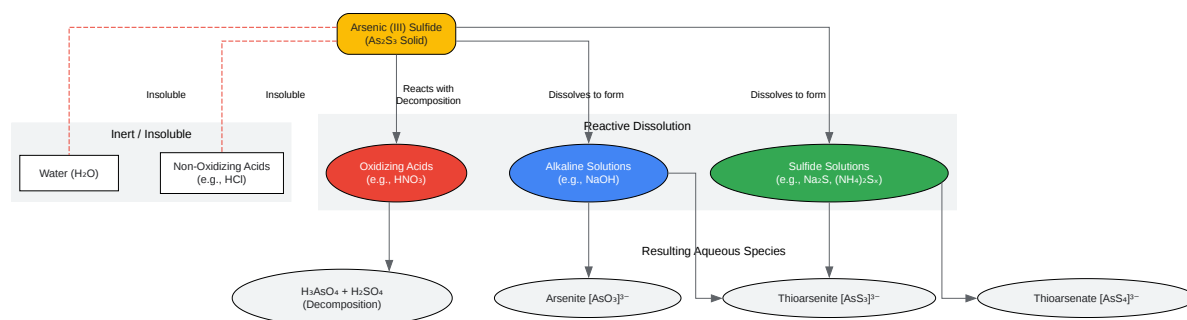 Arsenic (III) Sulfide
(As₂S₃ Solid)
Insoluble
Insoluble
Reacts with
Decomposition
Dissolves to form
Dissolves to form
Inert / Insoluble
Reactive Dissolution
Water (H₂O)
Non-Oxidizing Acids
(e.g., HCl)
Oxidizing Acids
(e.g., HNO₃)
Alkaline Solutions
(e.g., NaOH)
Sulfide Solutions
(e.g., Na₂S, (NH₄)₂Sₓ)
Resulting Aqueous Species
H₃AsO₄ + H₂SO₄
(Decomposition)
Arsenite [AsO₃]³⁻
Thioarsenite [AsS₃]³⁻
Thioarsenate [AsS₄]³⁻